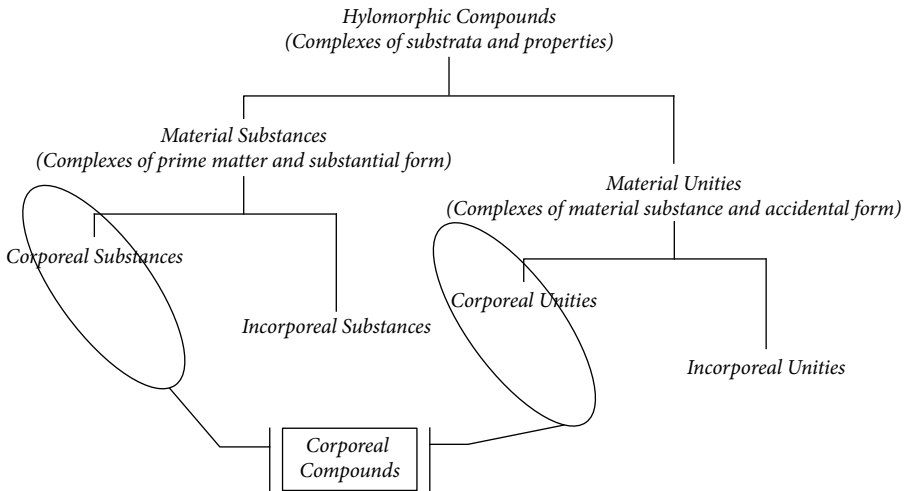 Hylomorphic Compounds
(Complexes of substrata and properties)
Material Substances
(Complexes of prime matter and substantial form)
Material Unities
(Complexes of material substance and accidental form)
Corporeal Substances
Corporeal Unities
Incorporeal Substances
Incorporeal Unities
Corporeal
Compounds